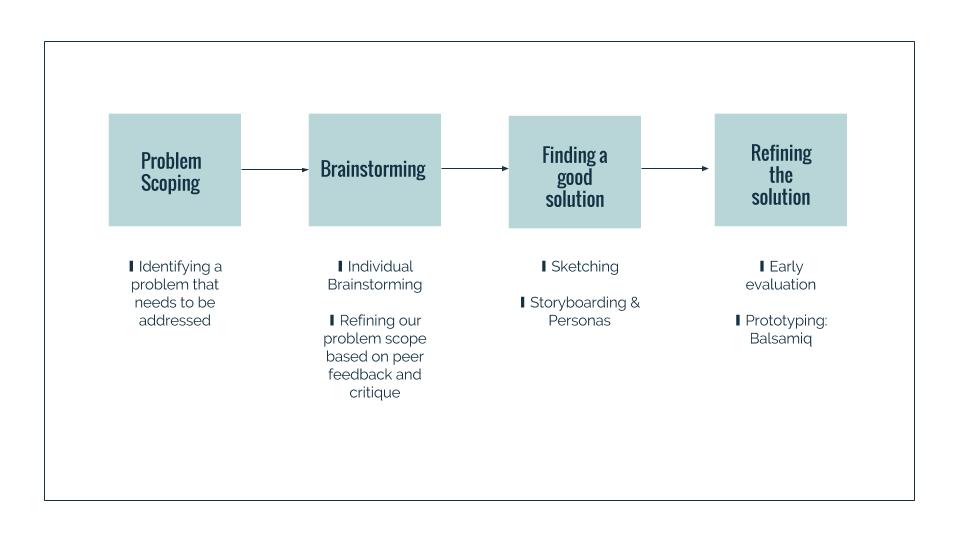 Problem
Scoping
Brainstorming
Finding a
good
solution
Refining
the
solution
Identifying a
problem that
needs to be
addressed
Individual
Brainstorming
Refining our
problem scope
based on peer
feedback and
critique
Sketching
Storyboarding &
Personas
Early
evaluation
Prototyping:
Balsamiq